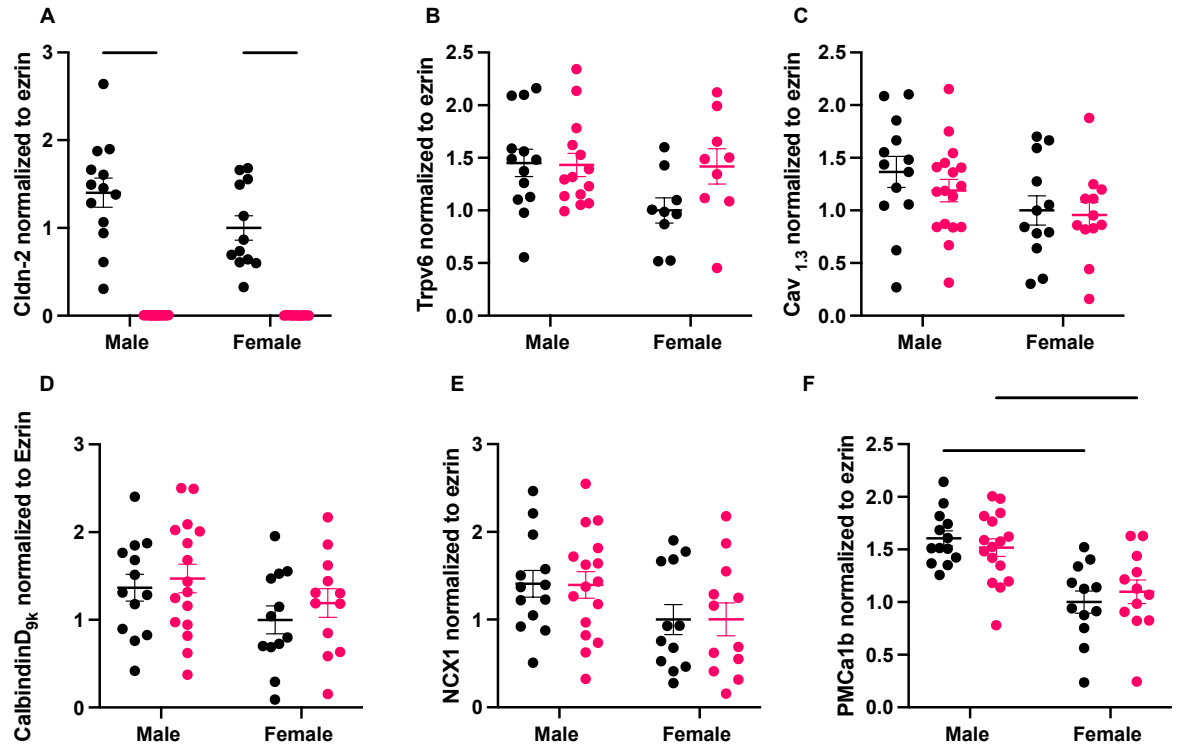 A
Cldn-2 normalized to ezrin
3
2
1
0
Male
Female
B
Trpv6 normalized to ezrin
2.5
2.0
1.5
1.0
0.5
0.0
Male
Female
C
Cav 1.3 normalized to ezrin
2.5
2.0
1.5
1.0
0.5
0.0
Male
Female
D
CalbindinD9k normalized to Ezrin
3
2
1
0
Male
Female
E
NCX1 normalized to ezrin
3
2
1
0
Male
Female
F
PMCa1b normalized to ezrin
2.5
2.0
1.5
1.0
0.5
0.0
Male
Female